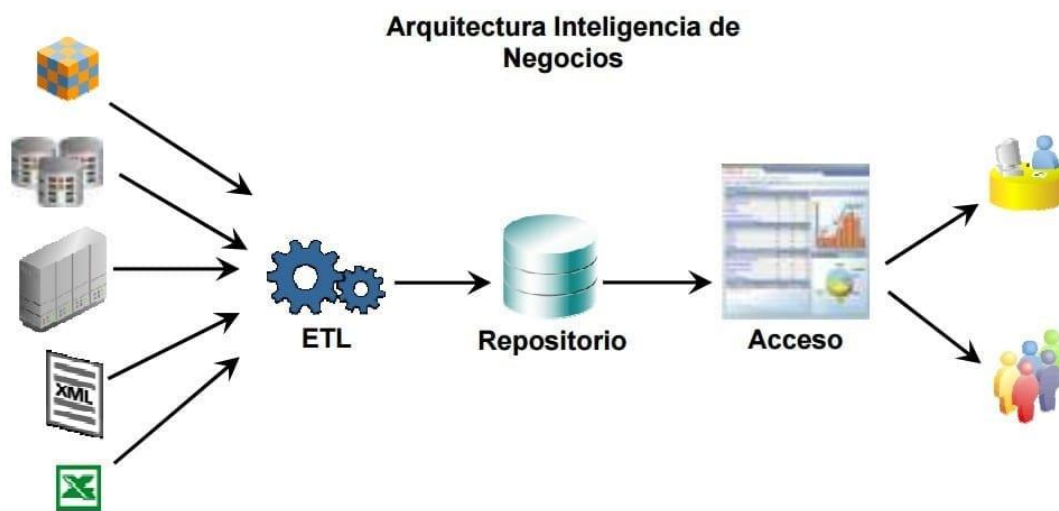 Arquitectura Inteligencia de
Negocios
XML
ETL
Repositorio
Acceso